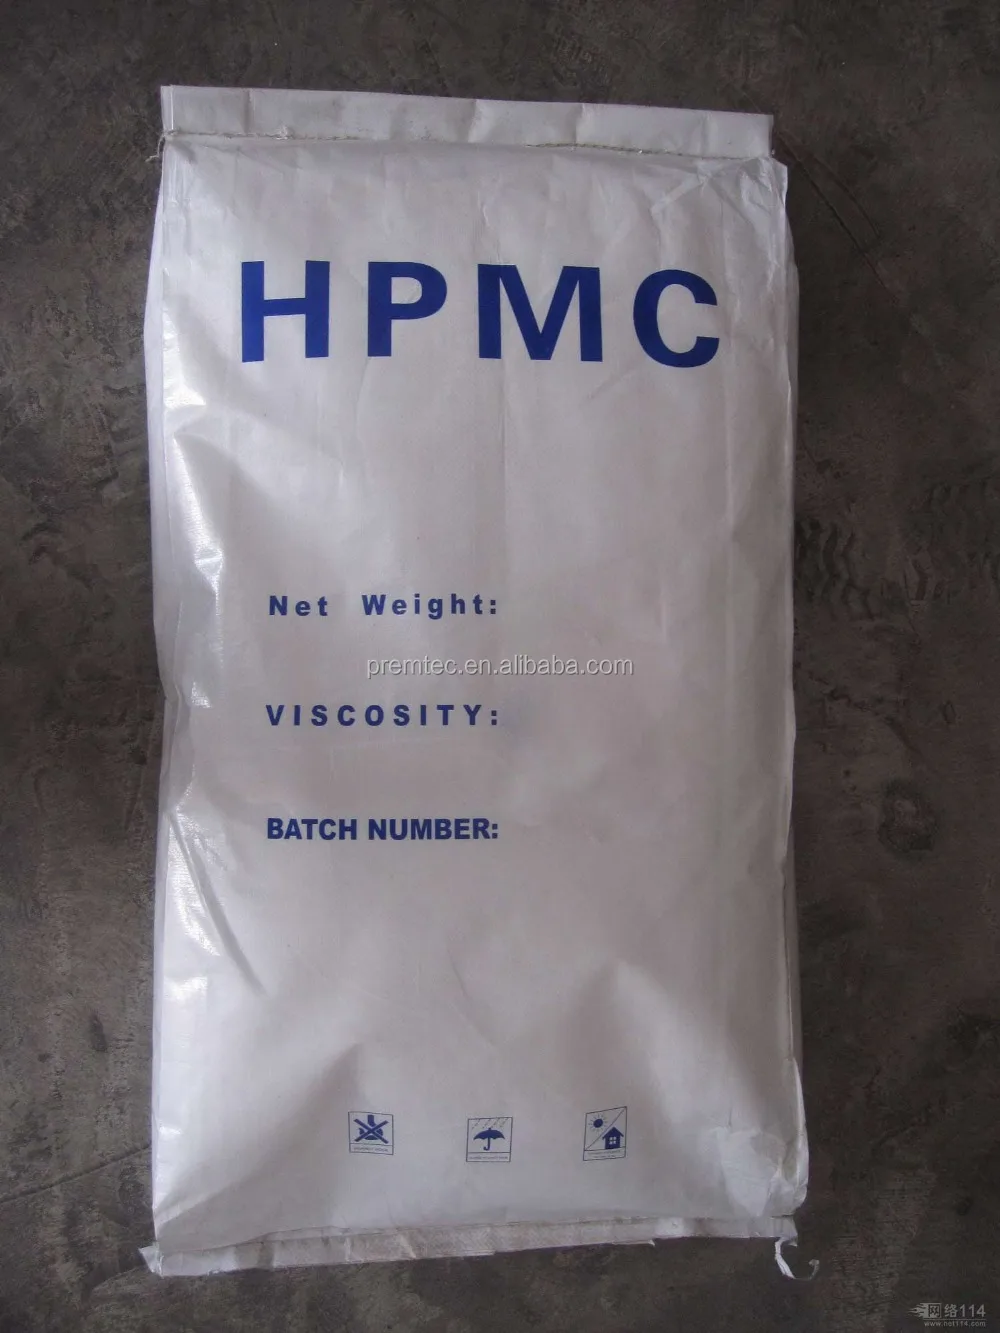 HPMC
Net Weight:
premtec.en.alibaba.com
VISCOSITY:
BATCH NUMBER:
网络114
www.net114.com